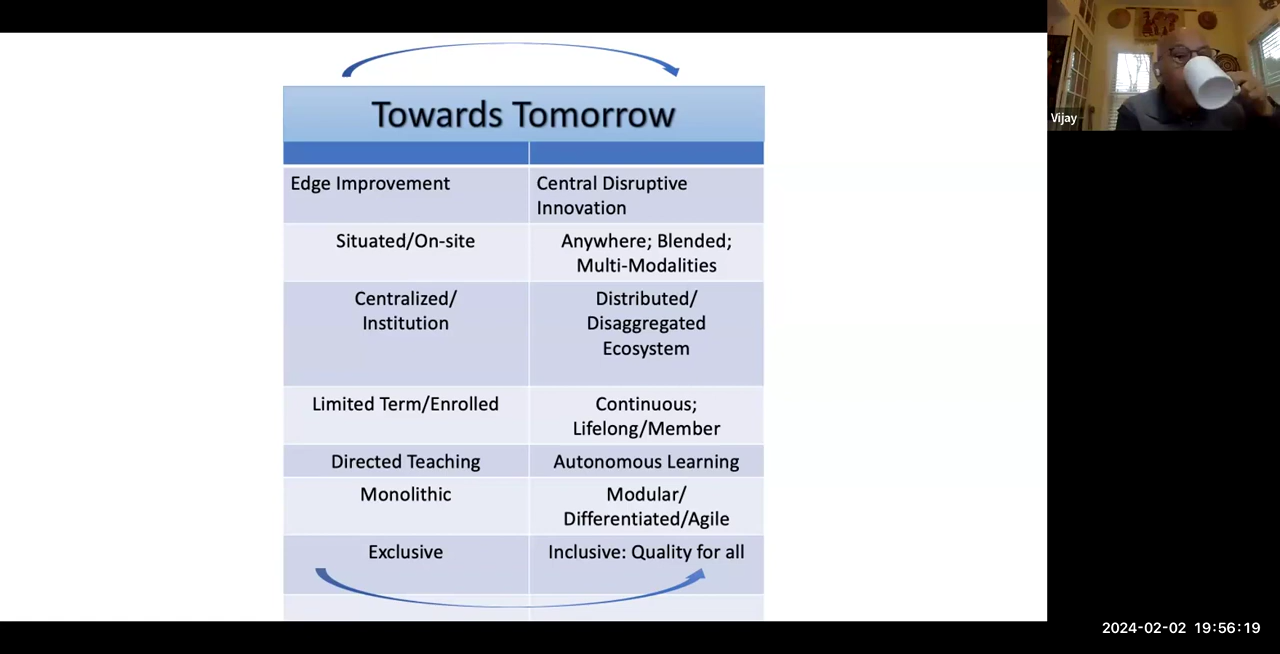 Towards Tomorrow
Edge Improvement
Central Disruptive
Innovation
Situated/On-site
Anywhere; Blended;
Multi-Modalities
Centralized/
Institution
Distributed/
Disaggregated
Ecosystem
Limited Term/Enrolled
Continuous;
Lifelong/Member
Directed Teaching
Autonomous Learning
Monolithic
Modular/
Differentiated/Agile
Exclusive
Inclusive: Quality for all
Vijay
2024-02-02 19:56:19